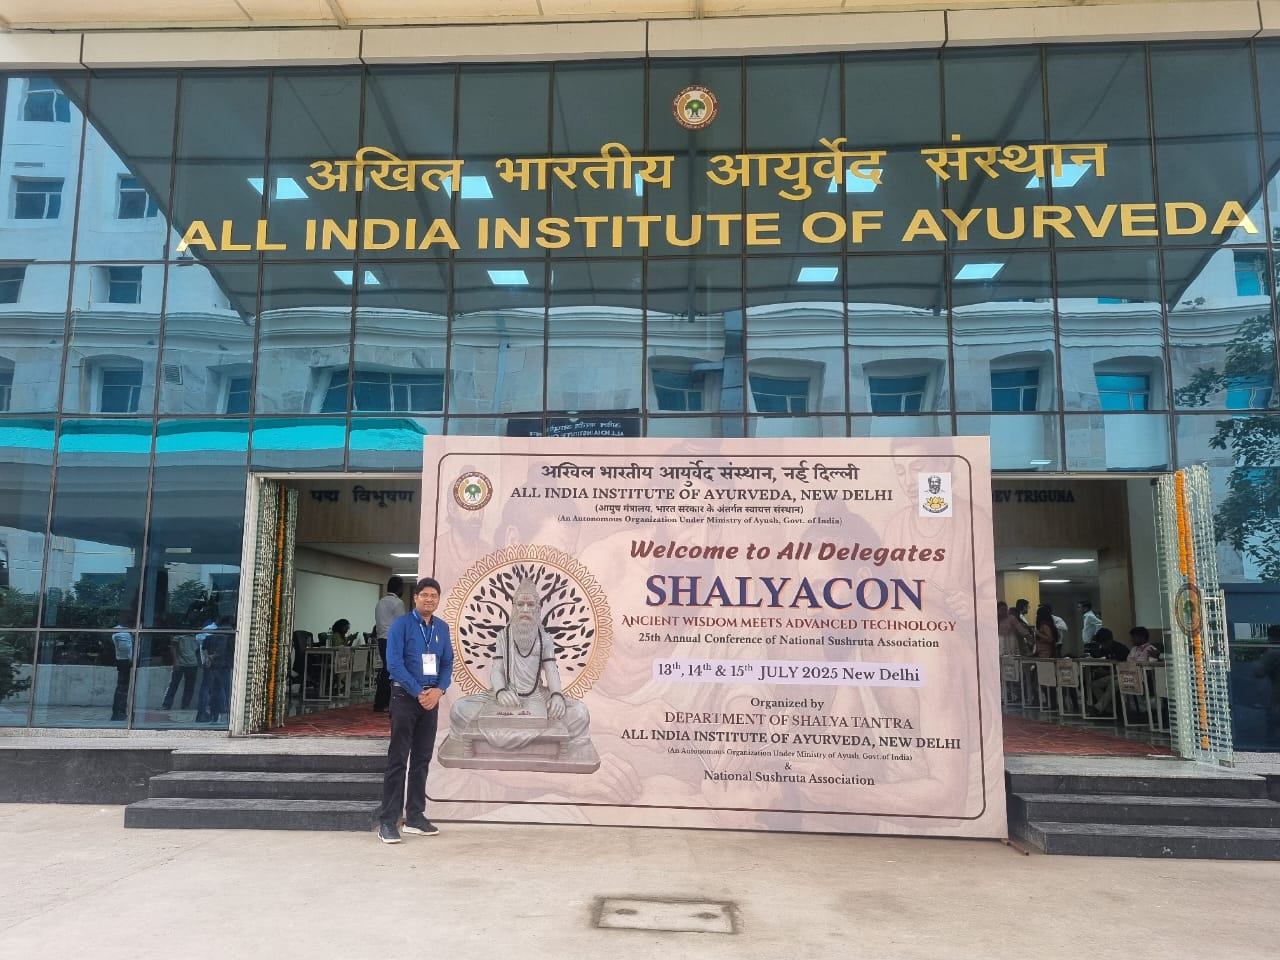 अखिल भारतीय आयुर्वेद संस्थान
ALL INDIA INSTITUTE OF AYURVEDA
अखिल भारतीय आयुर्वेद संस्थान, नई दिल्ली
ALL INDIA INSTITUTE OF AYURVEDA, NEW DELHI
(आयुष मंत्रालय, भारत सरकार के अंतर्गत स्वायत्त संस्थान)
(An Autonomous Organization Under Ministry of Ayush, Govt. of India)
Welcome to All Delegates
SHALYACON
ANCIENT WISDOM MEETS ADVANCED TECHNOLOGY
25th Annual Conference of National Sushruta Association
13th, 14th & 15th JULY 2025 New Delhi
Organized by
DEPARTMENT OF SHALYA TANTRA
ALL INDIA INSTITUTE OF AYURVEDA, NEW DELHI
(An Autonomous Organization Under Ministry of Ayush, Govt. of India)
&
National Sushruta Association
पद्म विभूषण
DEV TRIGUNA